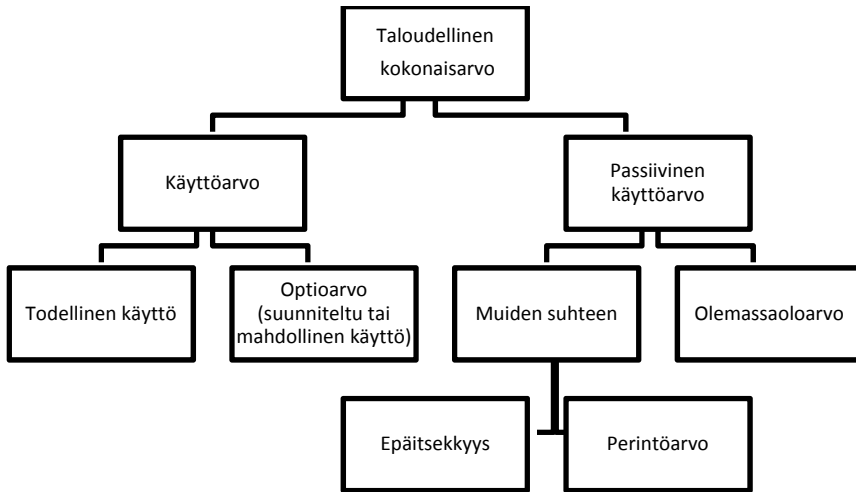 Taloudellinen
kokonaisarvo
Käyttöarvo
Passiivinen
käyttöarvo
Todellinen käyttö
Optioarvo
(suunniteltu tai
mahdollinen käyttö)
Muiden suhteen
Olemassaoloarvo
Epäitsekkyys
Perintöarvo